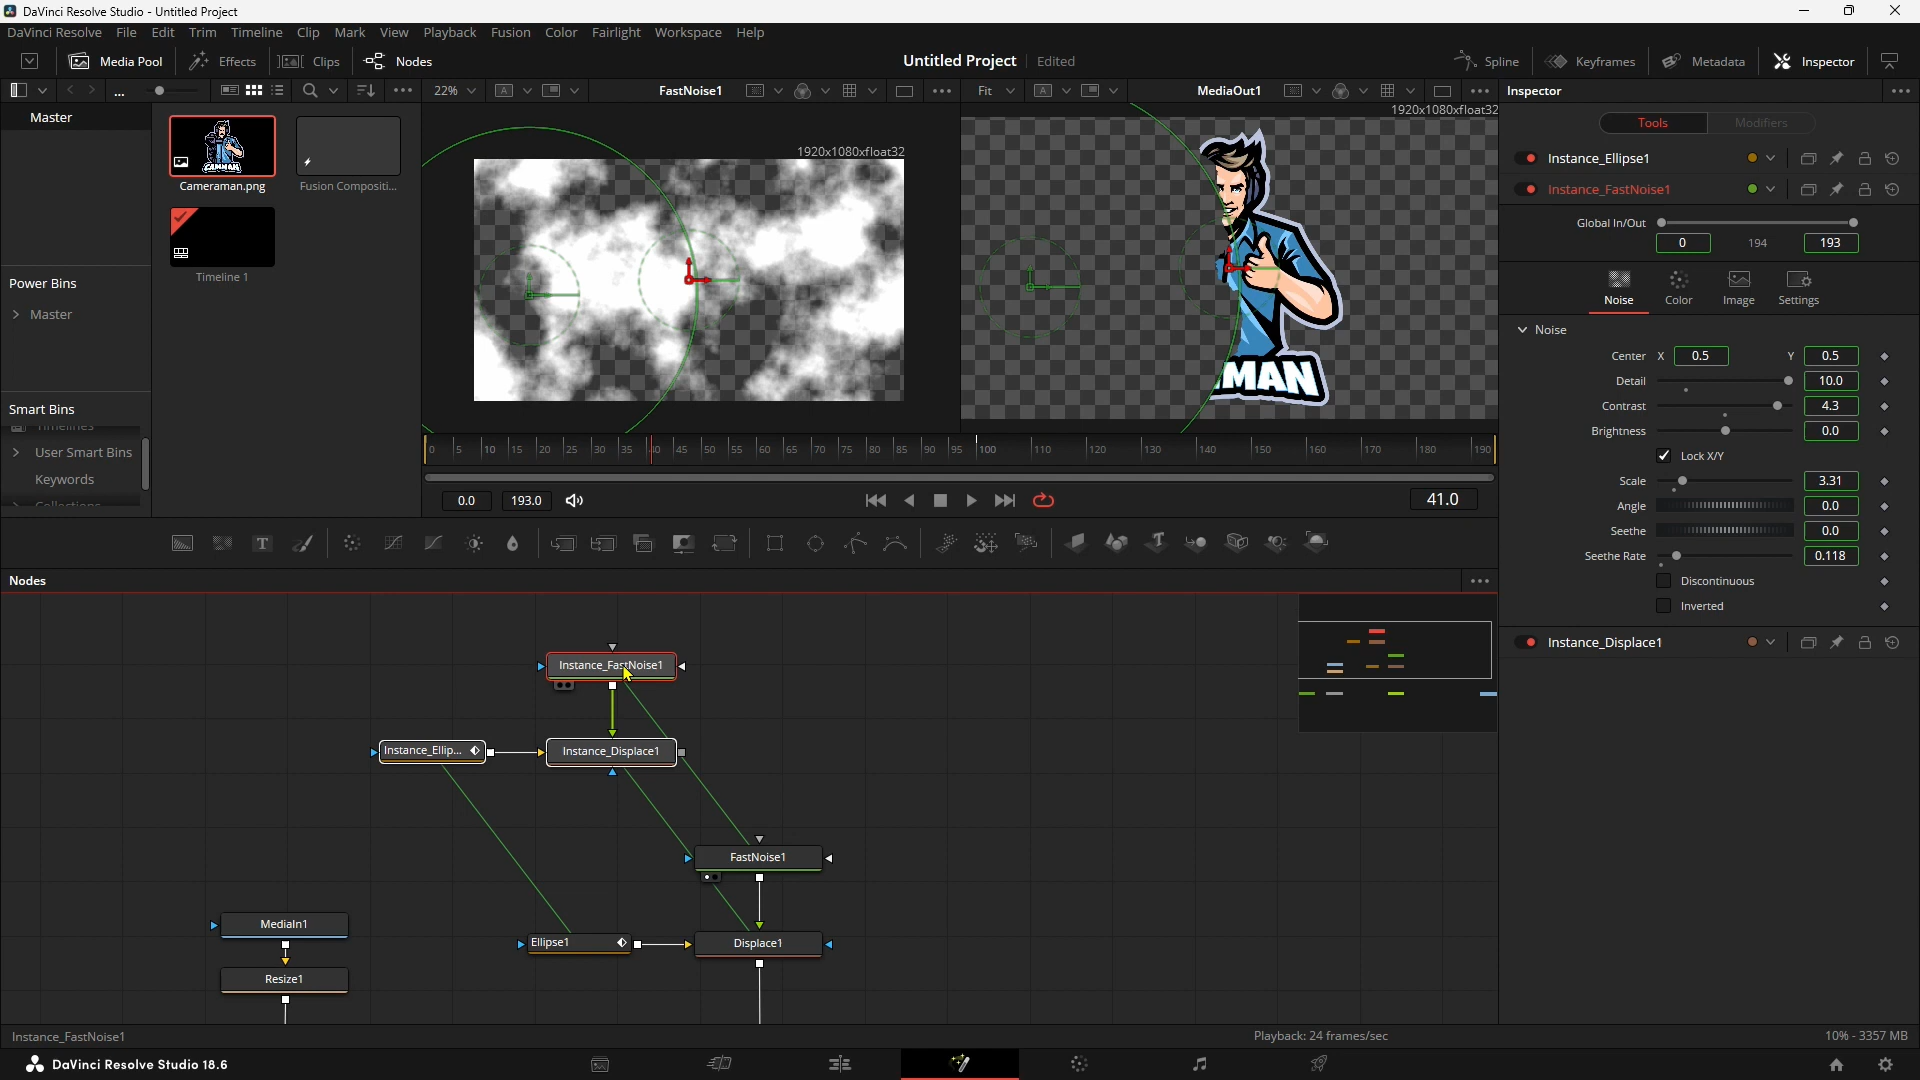 DaVinci Resolve Studio - Untitled Project
DaVinci Resolve File Edit Trim Timeline Clip Mark View Playback Fusion Color Fairlight Workspace Help
Media Pool Effects Clips Nodes Untitled Project Edited Spline Keyframes Metadata Inspector
... 22% A FastNoise1 Fit A MediaOut1 Inspector
Master
1920x1080xfloat32
1920x1080xfloat32
Tools Modifiers
CAMMAN
Cameraman.png Fusion Compositi...
Instance_Ellipse1
Instance_FastNoise1
MAN
Timeline 1
Power Bins
Master
Global In/Out
0 194 193
Noise Color Image Settings
Noise
Center X 0.5 Y 0.5
Detail 10.0
Contrast 4.3
Brightness 0.0
Lock X/Y
Scale 3.31
Angle 0.0
Seethe 0.0
Seethe Rate 0.118
Discontinuous
Inverted
Instance_Displace1
Smart Bins
Timelines
User Smart Bins
Keywords
Collections
0 5 10 15 20 25 30 35 40 45 50 55 60 65 70 75 80 85 90 95 100 110 120 130 140 150 160 170 180 190
0.0 193.0 41.0
T
Nodes
Instance_FastNoise1
Instance_Ellip... Instance_Displace1
FastNoise1
MediaIn1
Ellipse1 Displace1
Resize1
Instance_FastNoise1 Playback: 24 frames/sec 10% - 3357 MB
DaVinci Resolve Studio 18.6